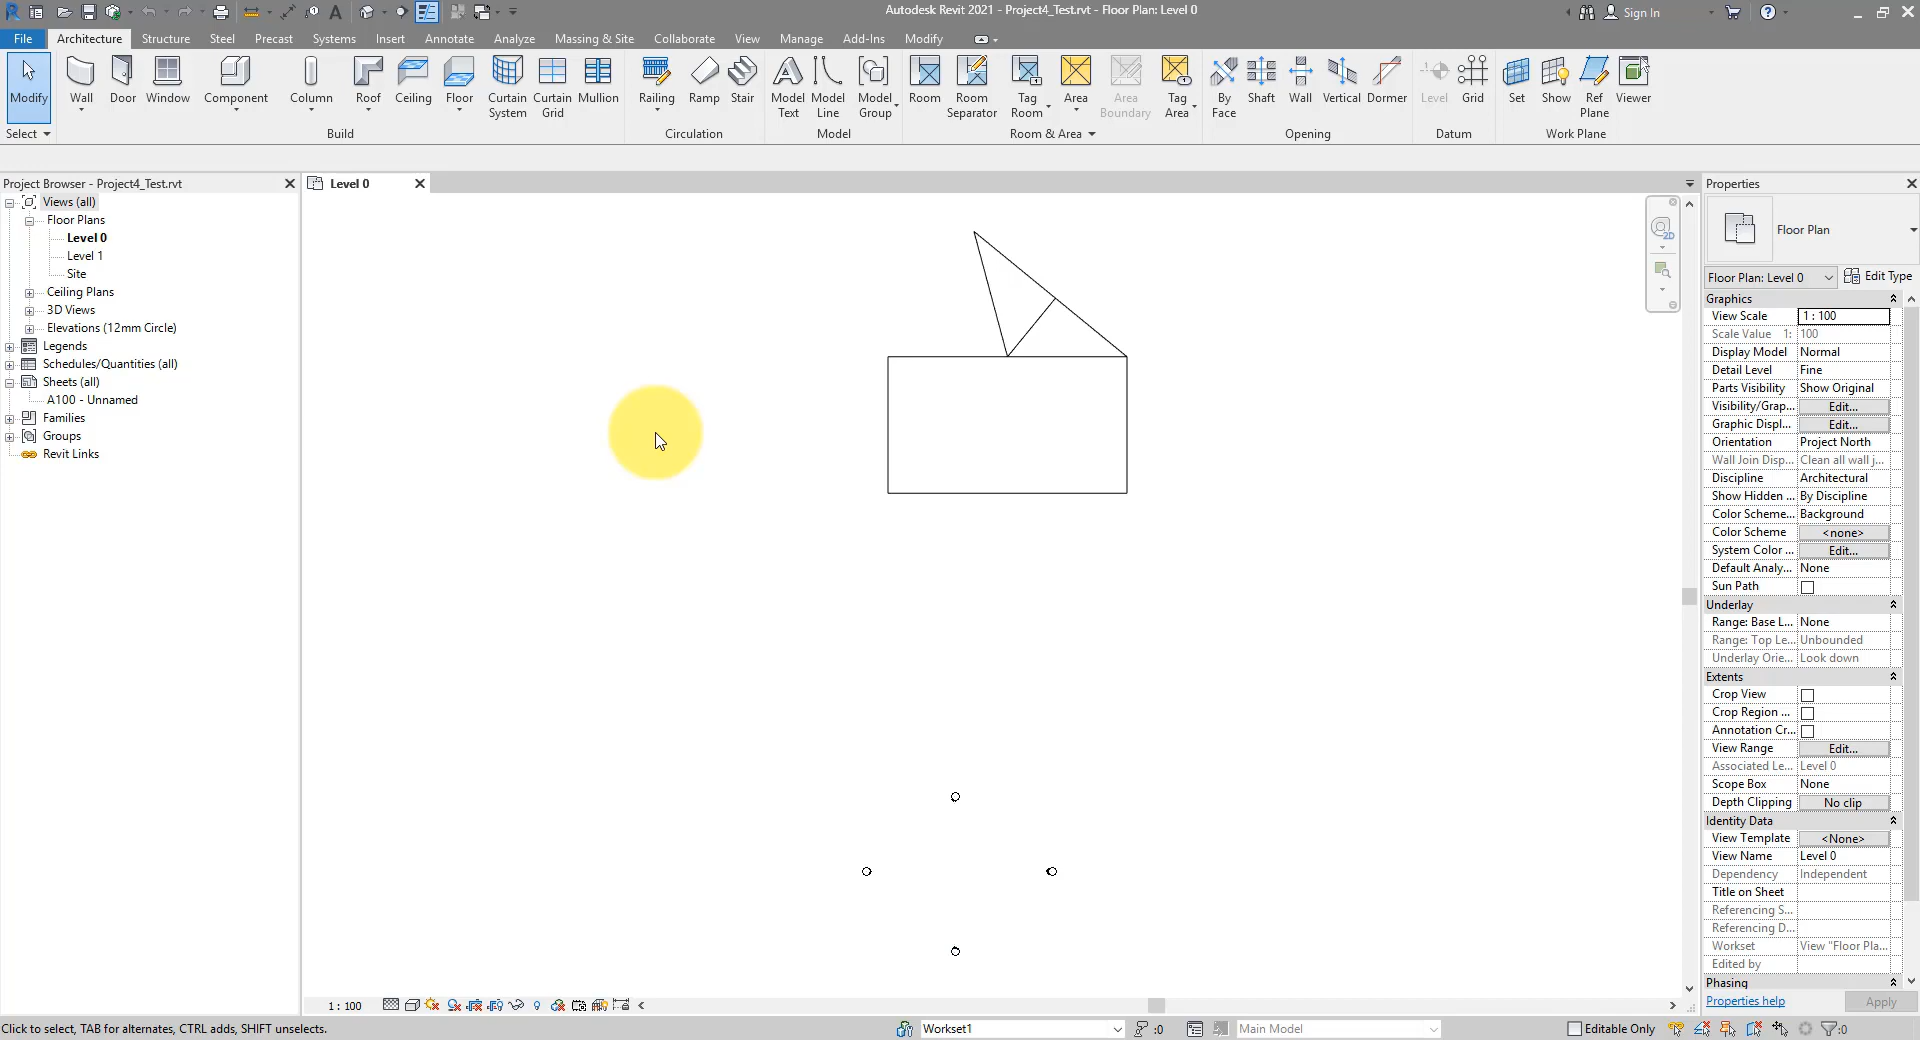 Autodesk Revit 2021 - Project4_Test.rvt - Floor Plan: Level 0
Sign In
File Architecture Structure Steel Precast Systems Insert Annotate Analyze Massing & Site Collaborate View Manage Add-Ins Modify
Modify Wall Door Window Component Column Roof Ceiling Floor Curtain System Curtain Grid Mullion Railing Ramp Stair Model Text Model Line Model Group Room Room Separator Tag Room Area Area Boundary Tag Area By Face Shaft Wall Vertical Dormer Level Grid Set Show Ref Plane Viewer
Select Build Circulation Model Room & Area Opening Datum Work Plane
Project Browser - Project4_Test.rvt
Views (all)
Floor Plans
Level 0
Level 1
Site
Ceiling Plans
3D Views
Elevations (12mm Circle)
Legends
Schedules/Quantities (all)
Sheets (all)
A100 - Unnamed
Families
Groups
Revit Links
Level 0
2D
Properties
Floor Plan
Floor Plan: Level 0 Edit Type
Graphics
View Scale 1 : 100
Scale Value 1: 100
Display Model Normal
Detail Level Fine
Parts Visibility Show Original
Visibility/Grap... Edit...
Graphic Displ... Edit...
Orientation Project North
Wall Join Disp... Clean all wall j...
Discipline Architectural
Show Hidden ... By Discipline
Color Scheme... Background
Color Scheme <none>
System Color ... Edit...
Default Analy... None
Sun Path
Underlay
Range: Base L... None
Range: Top Le... Unbounded
Underlay Orie... Look down
Extents
Crop View
Crop Region ...
Annotation Cr...
View Range Edit...
Associated Le... Level 0
Scope Box None
Depth Clipping No clip
Identity Data
View Template <None>
View Name Level 0
Dependency Independent
Title on Sheet
Referencing S...
Referencing D...
Workset View "Floor Pla...
Edited by
Phasing
Properties help Apply
1 : 100
Click to select, TAB for alternates, CTRL adds, SHIFT unselects.
Workset1 :0 Main Model Editable Only :0